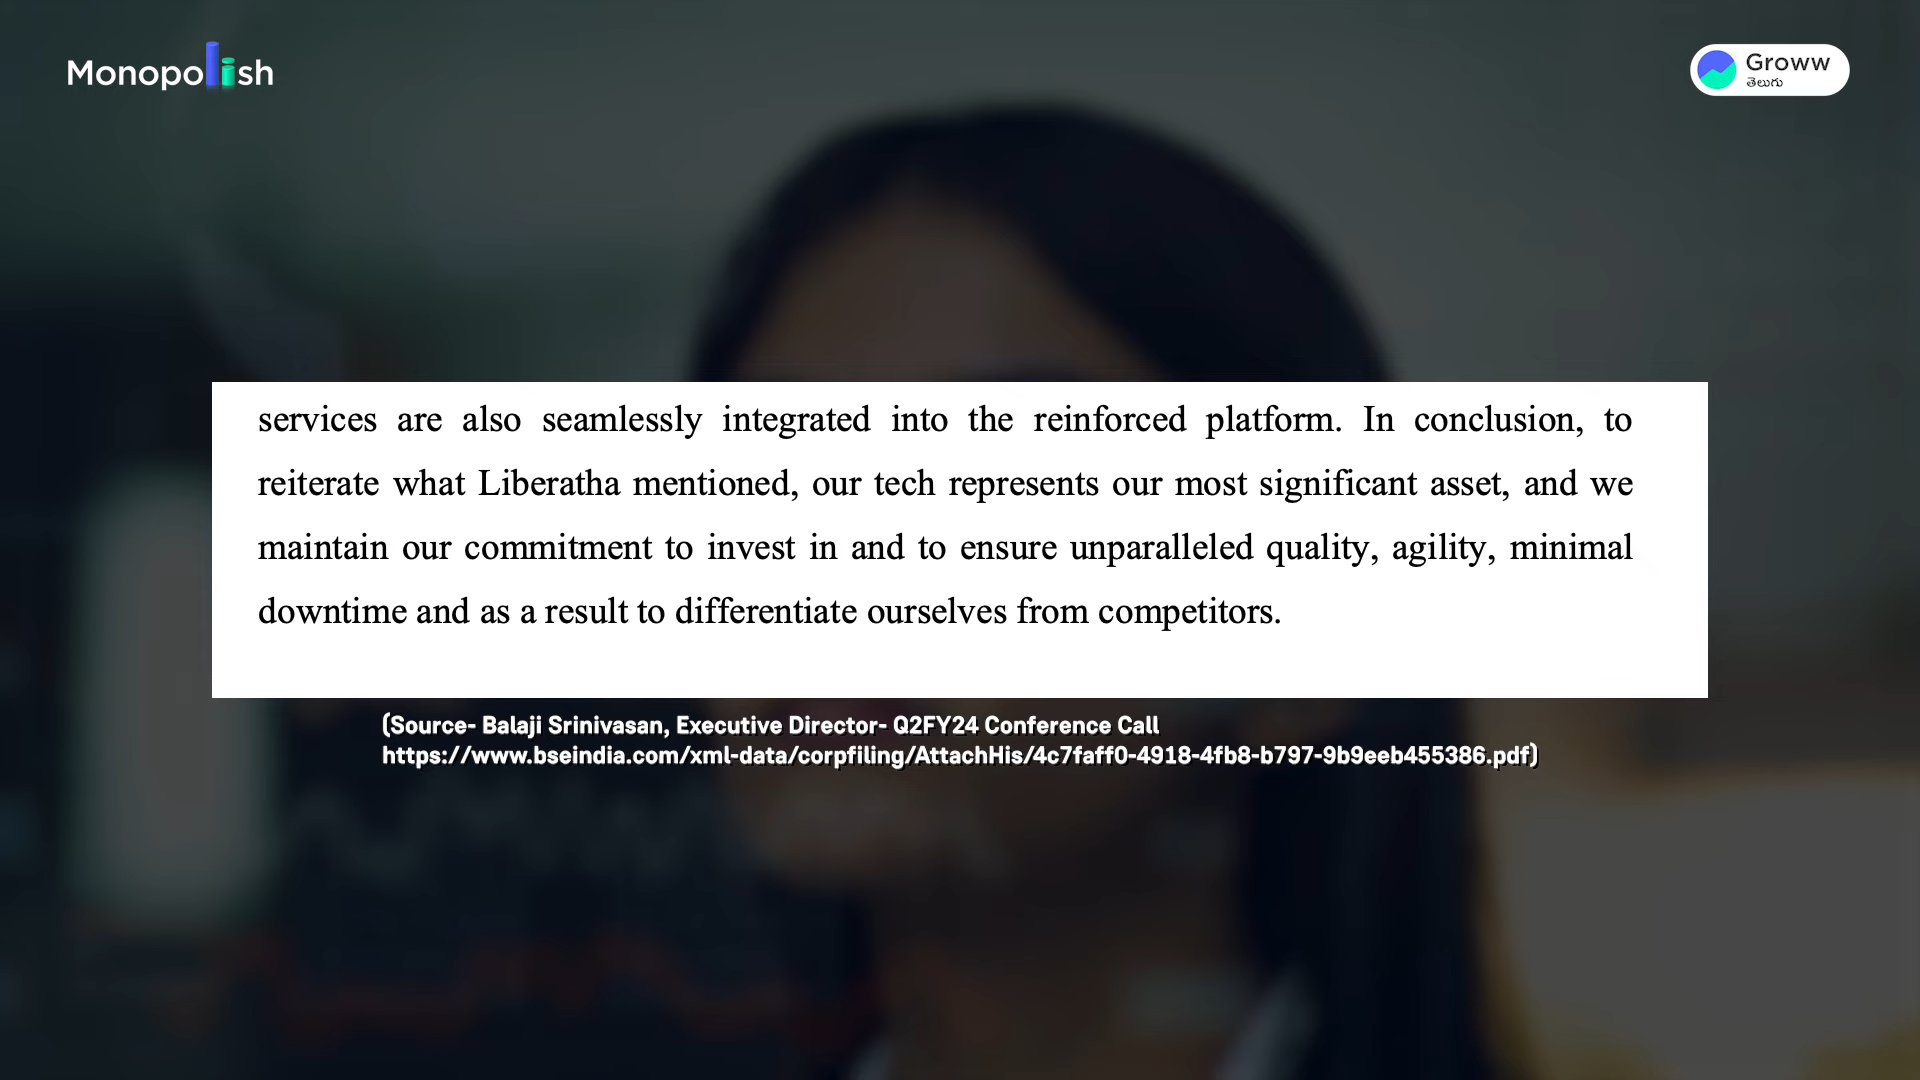 Monopolish
Groww
తెలుగు
services are also seamlessly integrated into the reinforced platform. In conclusion, to
reiterate what Liberatha mentioned, our tech represents our most significant asset, and we
maintain our commitment to invest in and to ensure unparalleled quality, agility, minimal
downtime and as a result to differentiate ourselves from competitors.
(Source- Balaji Srinivasan, Executive Director- Q2FY24 Conference Call
https://www.bseindia.com/xml-data/corpfiling/AttachHis/4c7faff0-4918-4fb8-b797-9b9eeb455386.pdf)